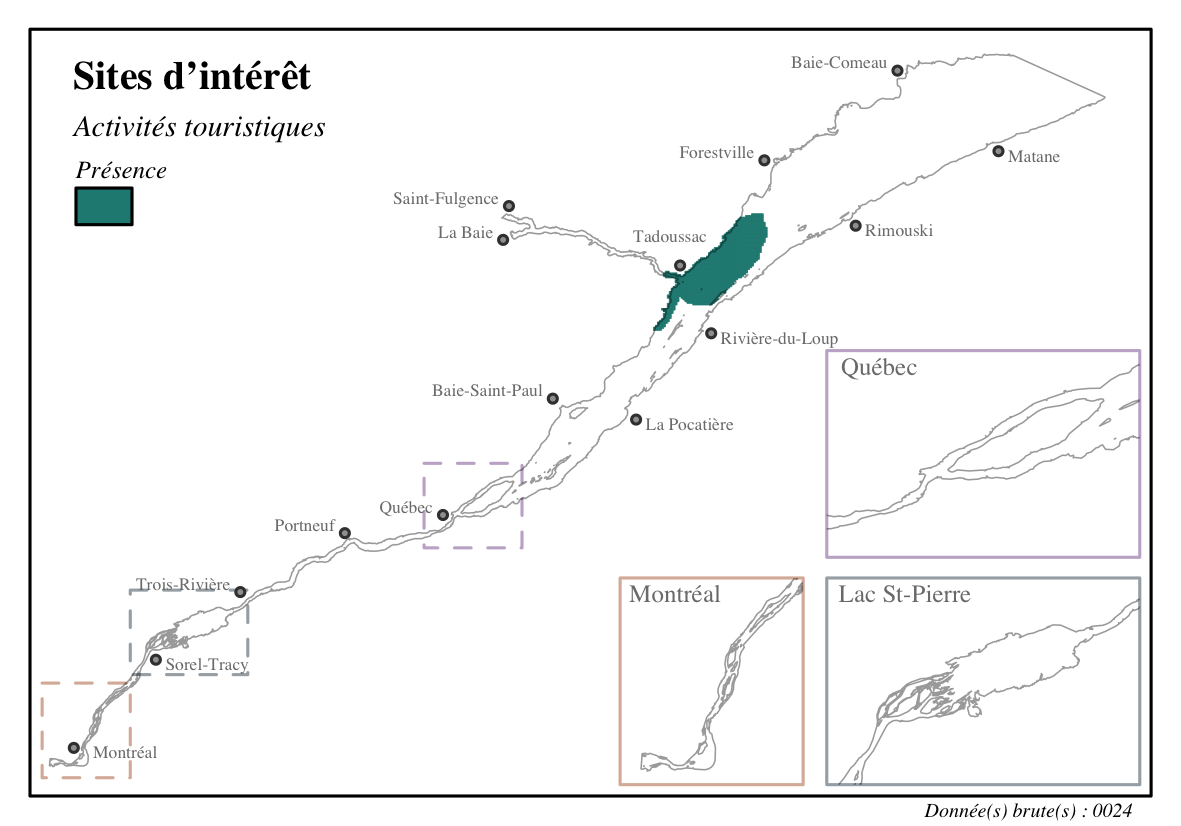 Sites d’intérêt
Activités touristiques
Présence
Baie-Comeau
Forestville
Matane
Saint-Fulgence
La Baie
Tadoussac
Rimouski
Rivière-du-Loup
Baie-Saint-Paul
La Pocatière
Québec
Québec
Portneuf
Trois-Rivière
Sorel-Tracy
Montréal
Montréal
Lac St-Pierre
Donnée(s) brute(s) : 0024